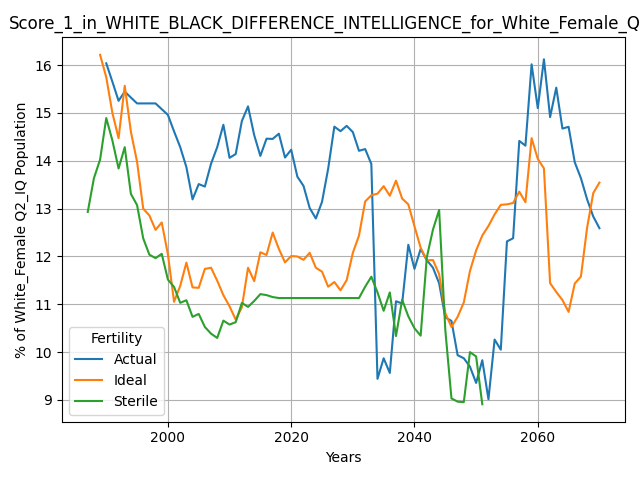 Score_1_in_WHITE_BLACK_DIFFERENCE_INTELLIGENCE_for_White_Female_Q
% of White_Female Q2_IQ Population
16
15
14
13
12
11
10
9
Fertility
Actual
Ideal
Sterile
2000 2020 2040 2060
Years